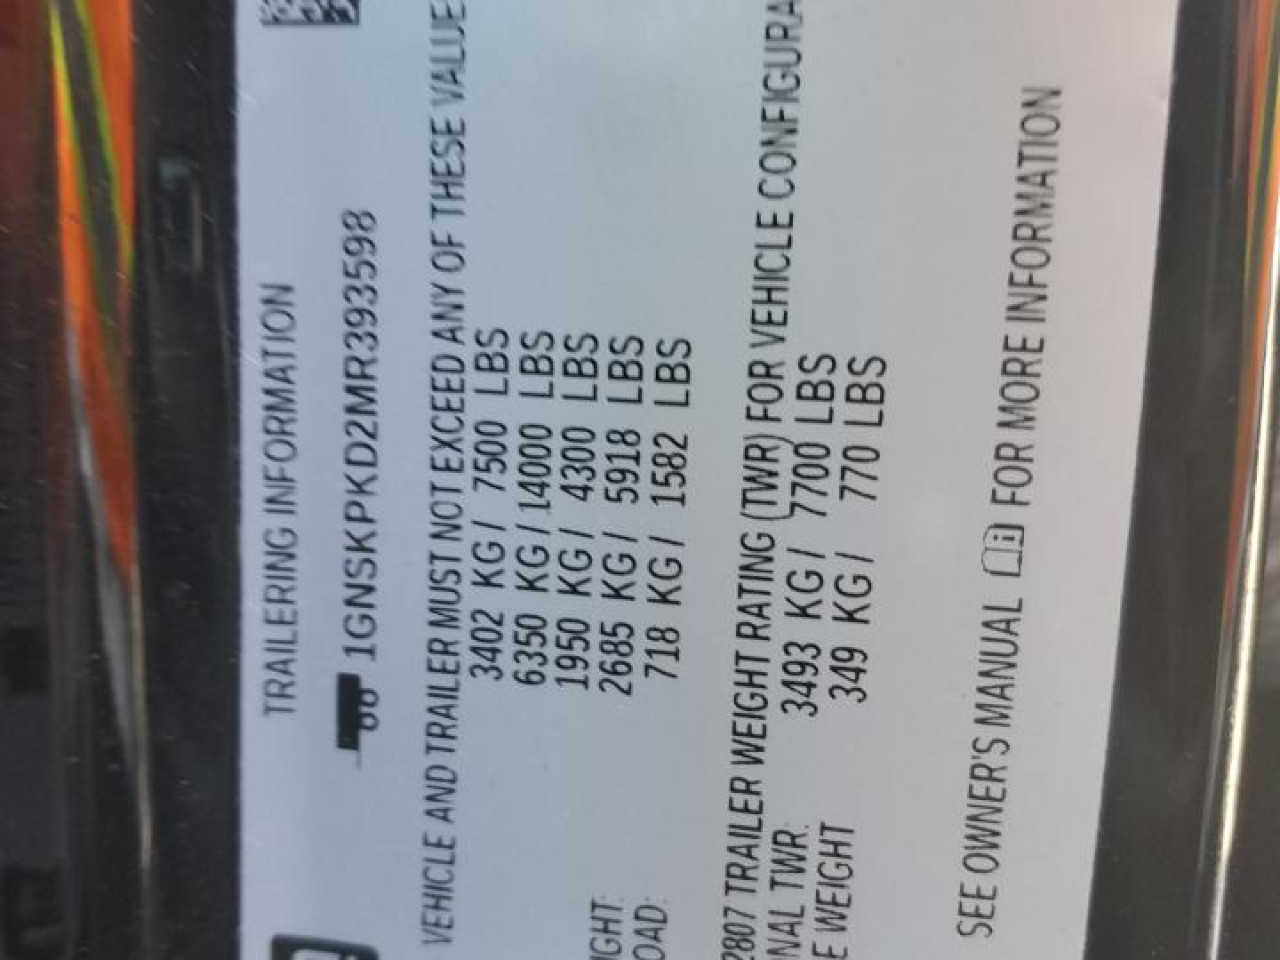 TRAILERING INFORMATION
1GNSKPKD2MR393598
VEHICLE AND TRAILER MUST NOT EXCEED ANY OF THESE VALUE
3402 KG / 7500 LBS
6350 KG / 14000 LBS
1950 KG / 4300 LBS
IGHT: 2685 KG / 5918 LBS
OAD: 718 KG / 1582 LBS
2807 TRAILER WEIGHT RATING (TWR) FOR VEHICLE CONFIGURA
NAL TWR: 3493 KG / 7700 LBS
E WEIGHT 349 KG / 770 LBS
SEE OWNER'S MANUAL FOR MORE INFORMATION